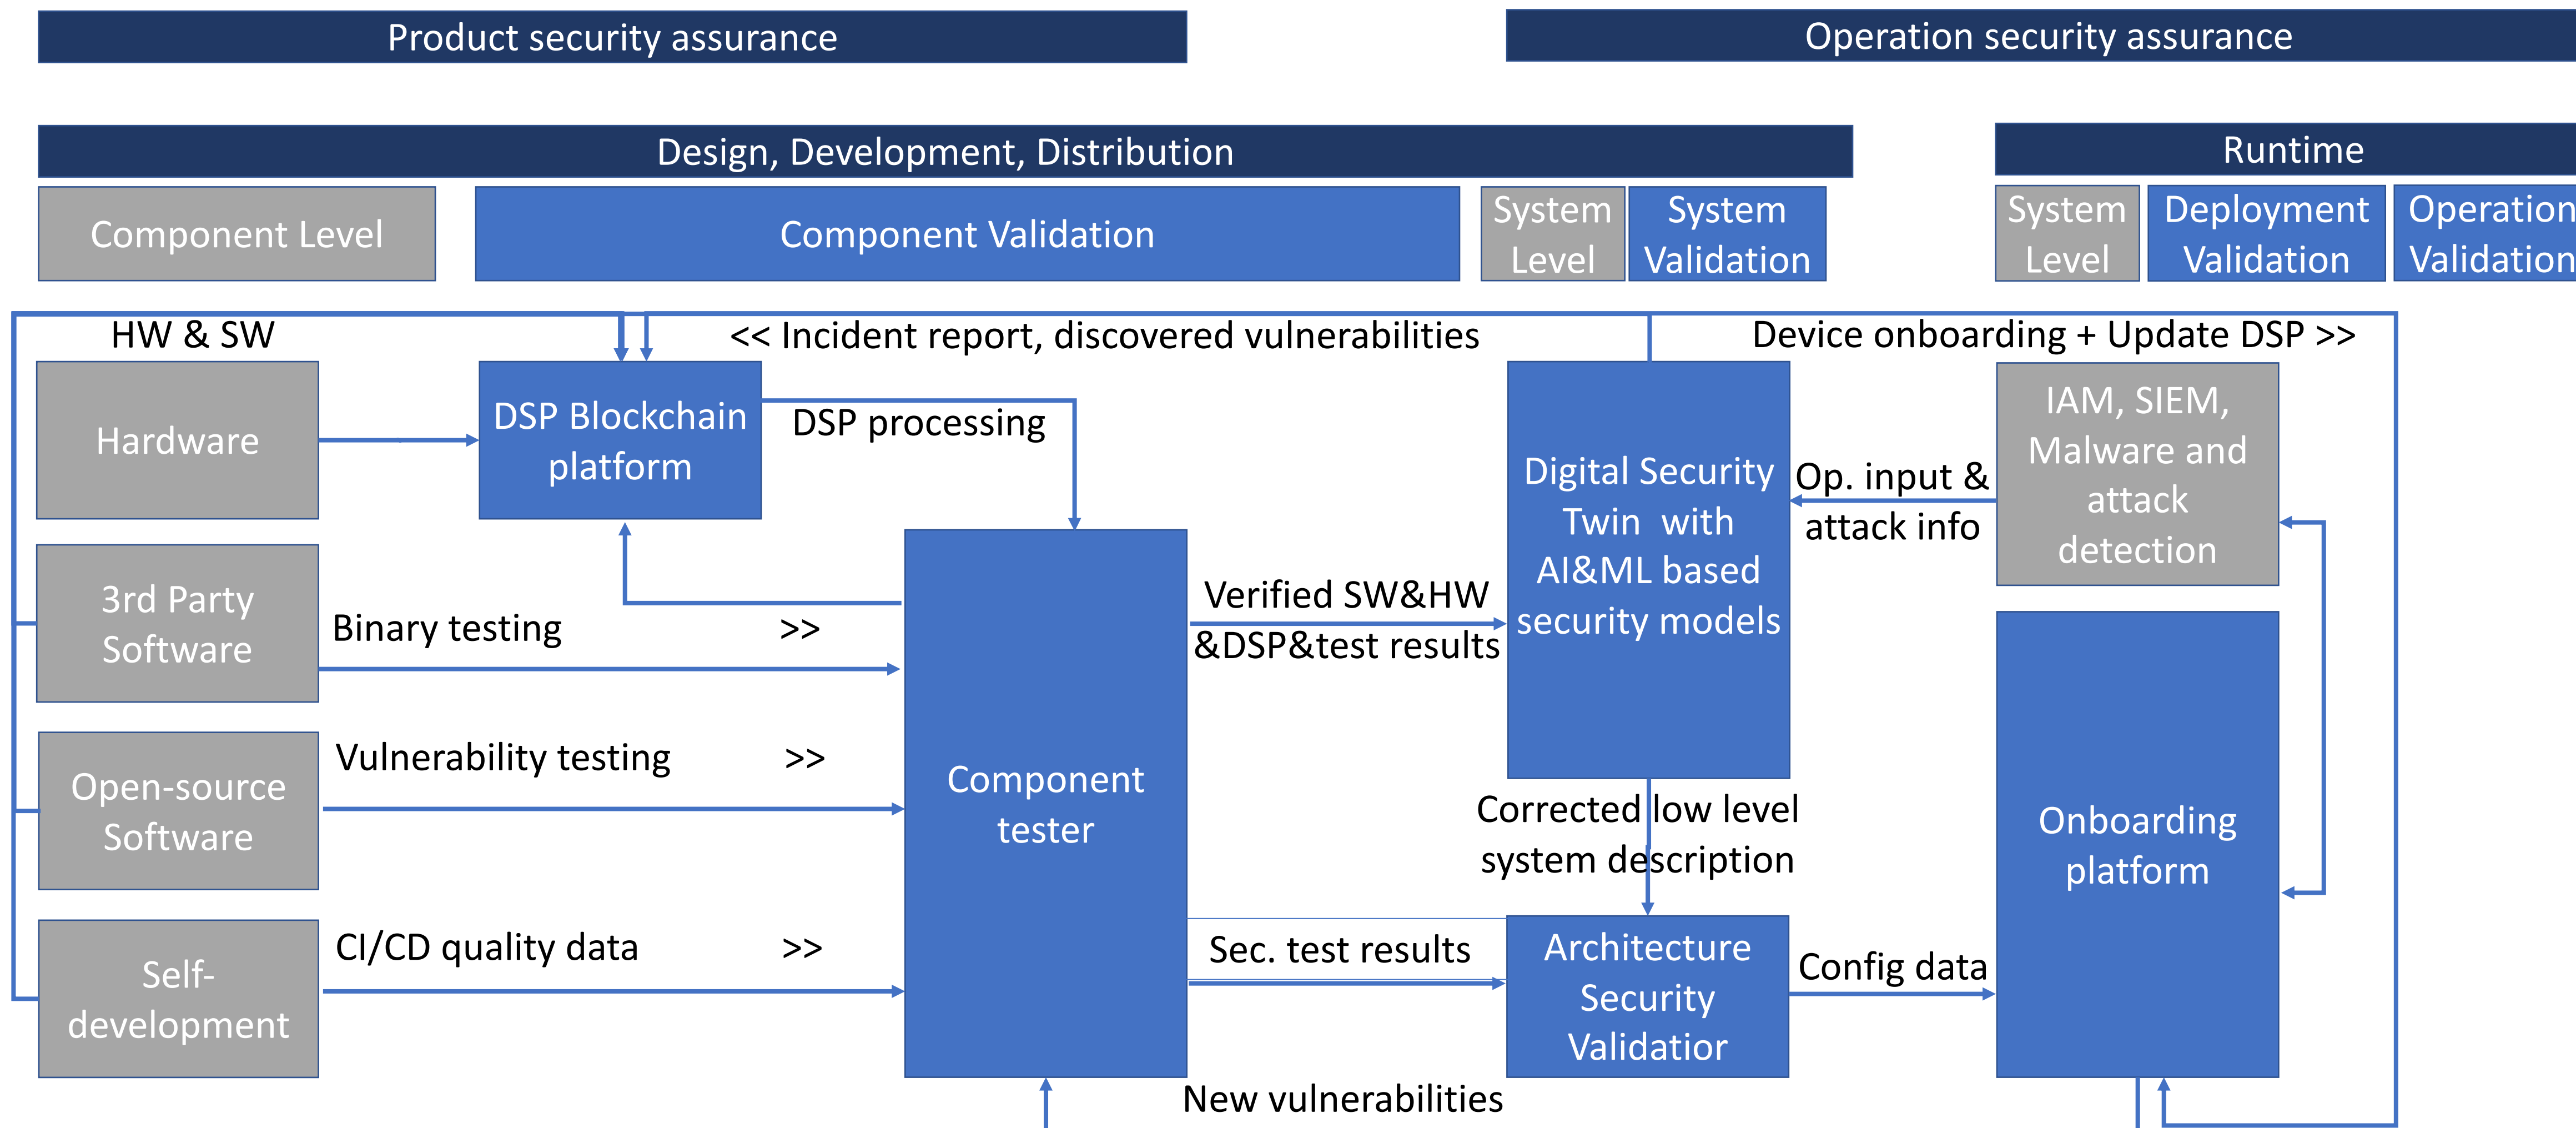 Product security assurance
Operation security assurance
Design, Development, Distribution
Runtime
Component Level
Component Validation
System
Level
System
Validation
System
Level
Deployment
Validation
Operation
Validation
HW & SW
<< Incident report, discovered vulnerabilities
Device onboarding + Update DSP >>
Hardware
DSP Blockchain
platform
DSP processing
Digital Security
Twin with
AI&ML based
security models
Op. input &
attack info
IAM, SIEM,
Malware and
attack
detection
3rd Party
Software
Binary testing >>
Verified SW&HW
&DSP&test results
Open-source
Software
Vulnerability testing >>
Component
tester
Corrected low level
system description
Onboarding
platform
Self-
development
CI/CD quality data >>
Sec. test results
Architecture
Security
Validatior
Config data
New vulnerabilities